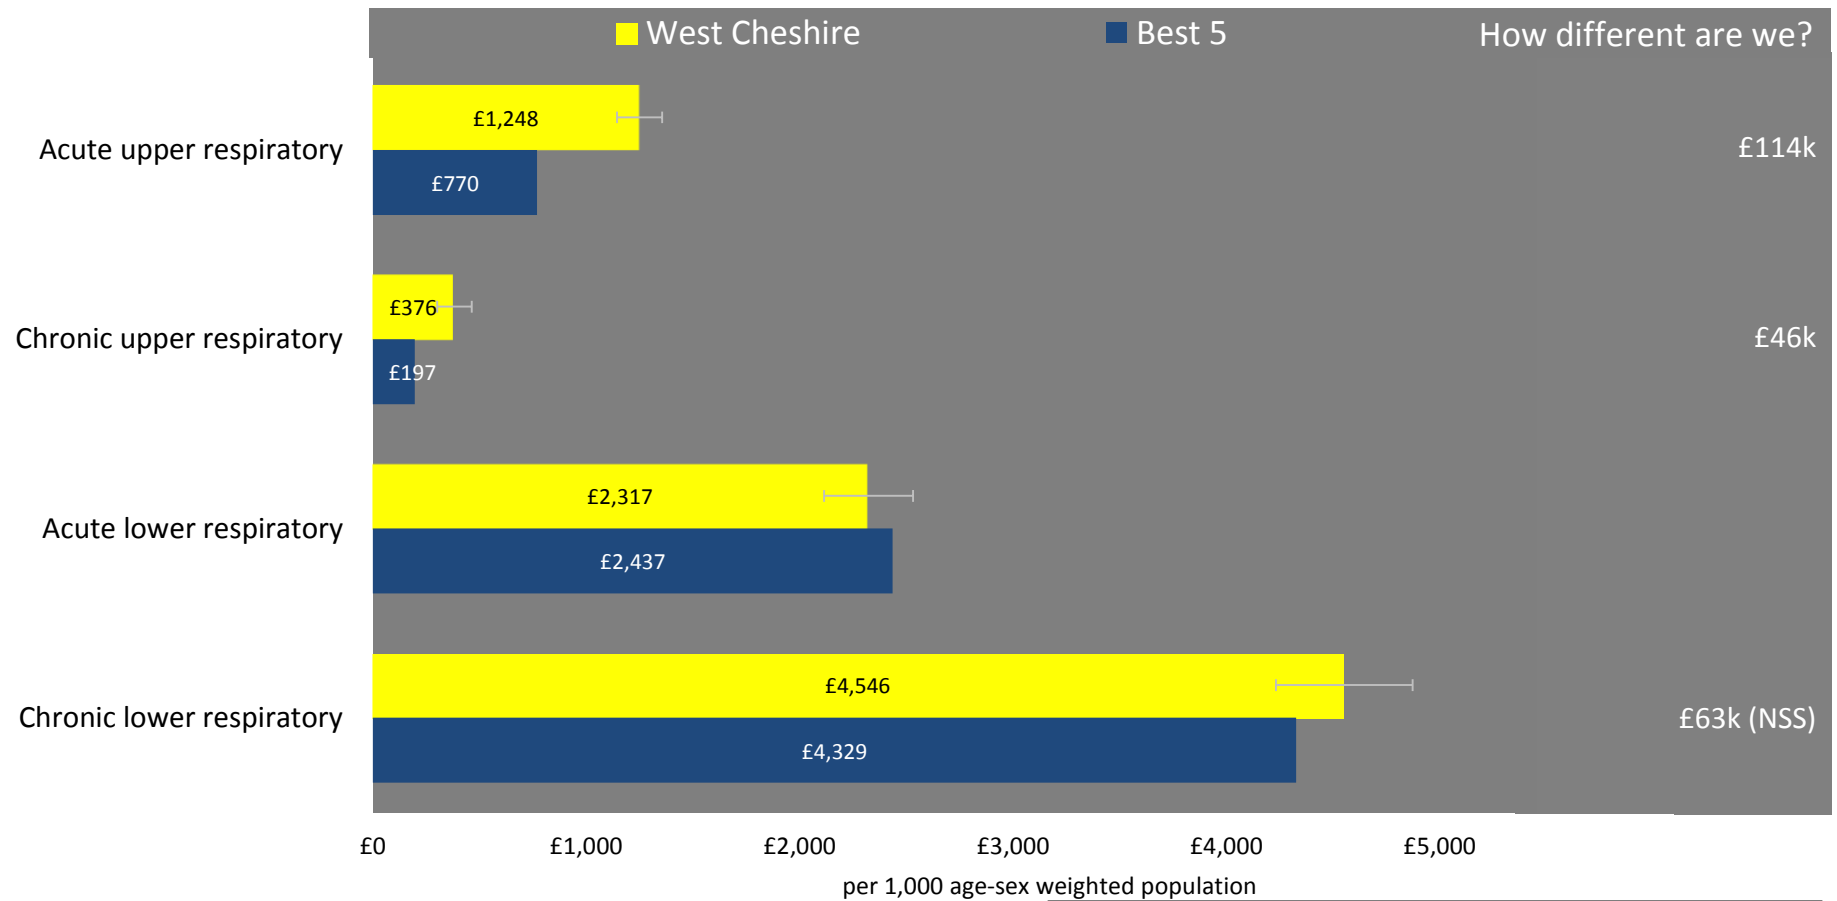 West Cheshire Best 5 How different are we?
Acute upper respiratory £1,248 £770 £114k
Chronic upper respiratory £376 £197 £46k
Acute lower respiratory £2,317 £2,437
Chronic lower respiratory £4,546 £4,329 £63k (NSS)
£0 £1,000 £2,000 £3,000 £4,000 £5,000
per 1,000 age-sex weighted population